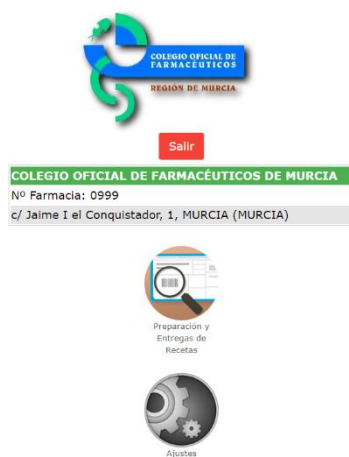 COLEGIO OFICIAL DE
FARMACÉUTICOS
REGIÓN DE MURCIA
Salir
COLEGIO OFICIAL DE FARMACÉUTICOS DE MURCIA
Nº Farmacia: 0999
c/ Jaime I el Conquistador, 1, MURCIA (MURCIA)
Preparación y
Entregas de
Recetas
Ajustes